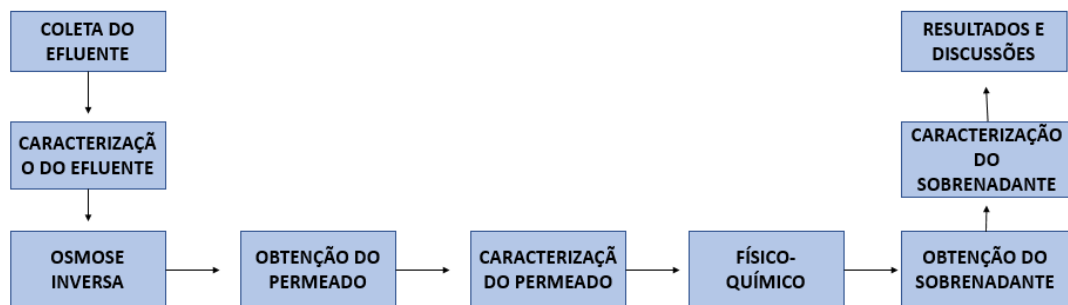 COLETA DO
EFLUENTE
CARACTERIZAÇÃ
O DO EFLUENTE
OSMOSE
INVERSA
OBTENÇÃO DO
PERMEADO
CARACTERIZAÇÃ
DO PERMEADO
FÍSICO-
QUÍMICO
OBTENÇÃO DO
SOBRENADANTE
CARACTERIZAÇÃO
DO
SOBRENADANTE
RESULTADOS E
DISCUSSÕES